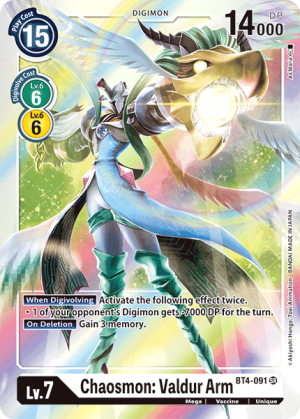 Play Cost
15
DIGIMON
DP
14000
Digivolve Cost
Lv.6
6
Lv.6
6
When Digivolving Activate the following effect twice.
• 1 of your opponent's Digimon gets -7000 DP for the turn.
On Deletion Gain 3 memory.
Lv.7
Chaosmon: Valdur Arm
BT4-091 SR
Mega | Vaccine | Unique
©Akiyoshi Hongo, Toei Animation ©BANDAI MADE IN JAPAN